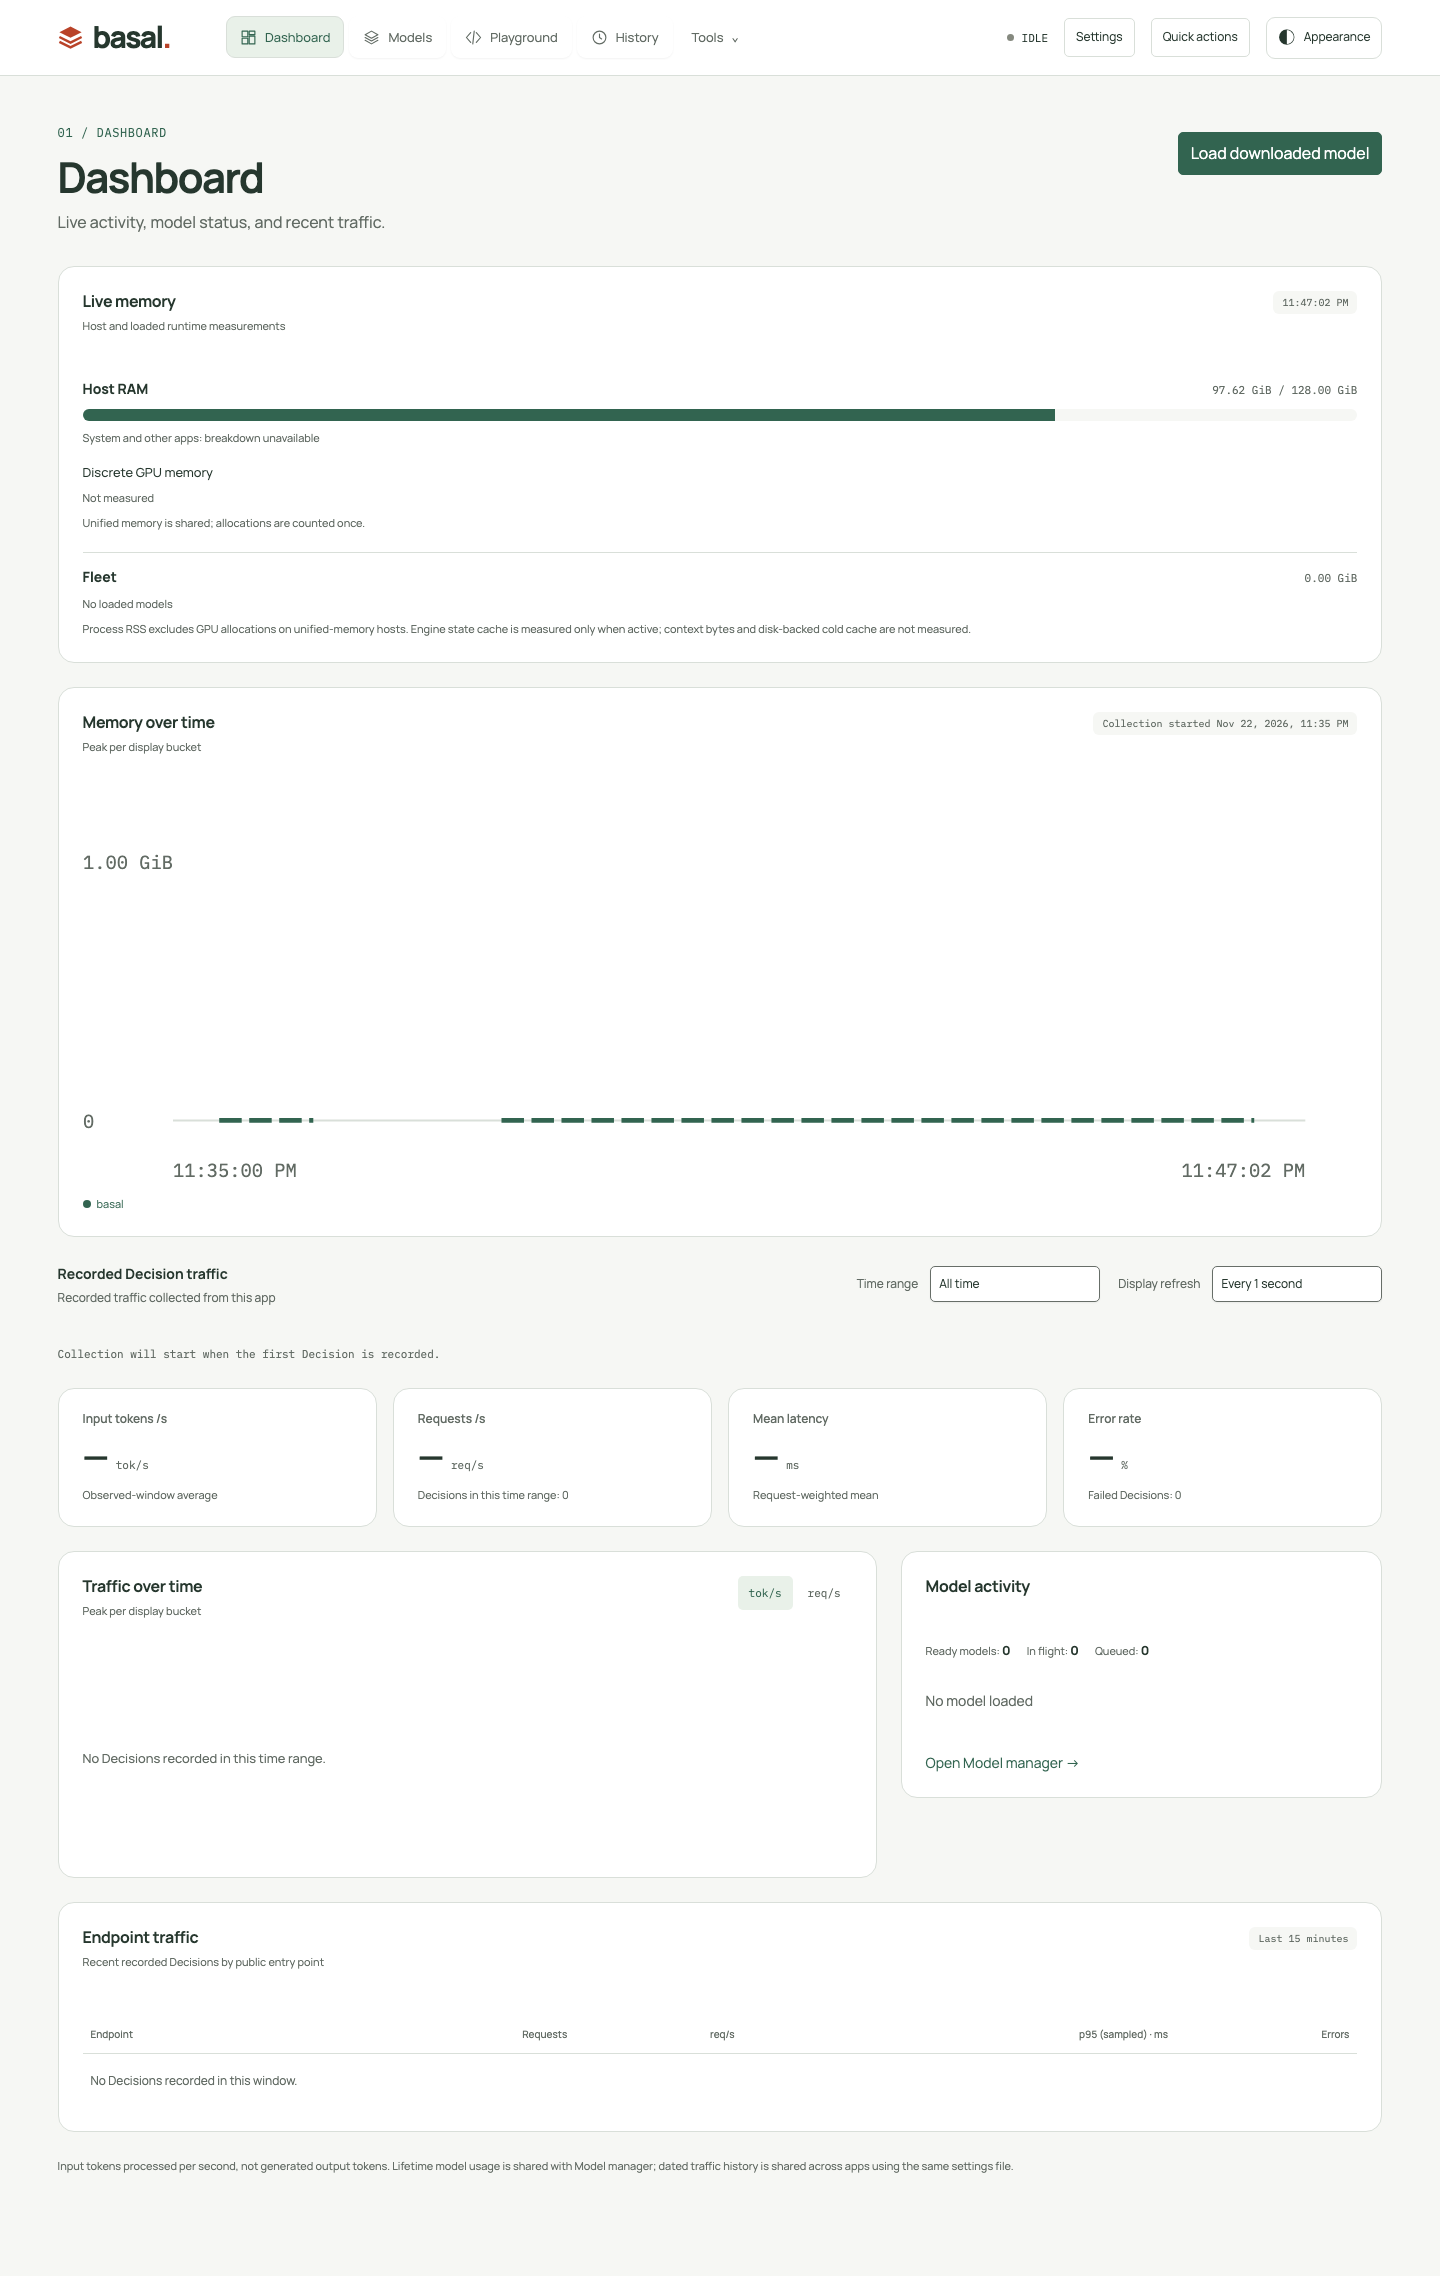 basal.
Dashboard
Models
Playground
History
Tools
IDLE
Settings
Quick actions
Appearance
01 / DASHBOARD
Dashboard
Live activity, model status, and recent traffic.
Load downloaded model
Live memory
11:47:02 PM
Host and loaded runtime measurements
Host RAM
97.62 GiB / 128.00 GiB
System and other apps: breakdown unavailable
Discrete GPU memory
Not measured
Unified memory is shared; allocations are counted once.
Fleet
0.00 GiB
No loaded models
Process RSS excludes GPU allocations on unified-memory hosts. Engine state cache is measured only when active; context bytes and disk-backed cold cache are not measured.
Memory over time
Collection started Nov 22, 2026, 11:35 PM
Peak per display bucket
1.00 GiB
0
11:35:00 PM
11:47:02 PM
basal
Recorded Decision traffic
Recorded traffic collected from this app
Time range
All time
Display refresh
Every 1 second
Collection will start when the first Decision is recorded.
Input tokens /s
— tok/s
Observed-window average
Requests /s
— req/s
Decisions in this time range: 0
Mean latency
— ms
Request-weighted mean
Error rate
— %
Failed Decisions: 0
Traffic over time
Peak per display bucket
tok/s
req/s
No Decisions recorded in this time range.
Model activity
Ready models: 0
In flight: 0
Queued: 0
No model loaded
Open Model manager →
Endpoint traffic
Last 15 minutes
Recent recorded Decisions by public entry point
Endpoint
Requests
req/s
p95 (sampled) · ms
Errors
No Decisions recorded in this window.
Input tokens processed per second, not generated output tokens. Lifetime model usage is shared with Model manager; dated traffic history is shared across apps using the same settings file.